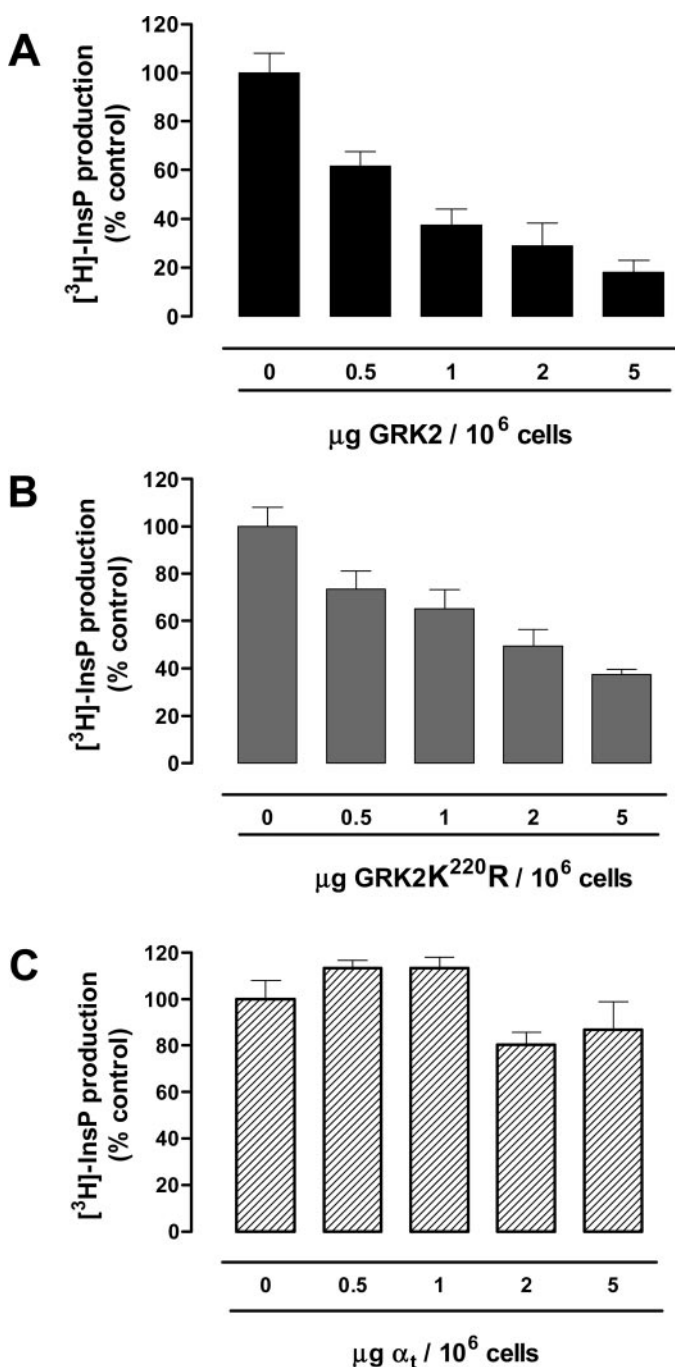 A
[³H]-InsP production
(% control)
120
100
80
60
40
20
0
0 0.5 1 2 5
μg GRK2 / 10⁶ cells
B
[³H]-InsP production
(% control)
120
100
80
60
40
20
0
0 0.5 1 2 5
μg GRK2K²²⁰R / 10⁶ cells
C
[³H]-InsP production
(% control)
120
100
80
60
40
20
0
0 0.5 1 2 5
μg αₜ / 10⁶ cells